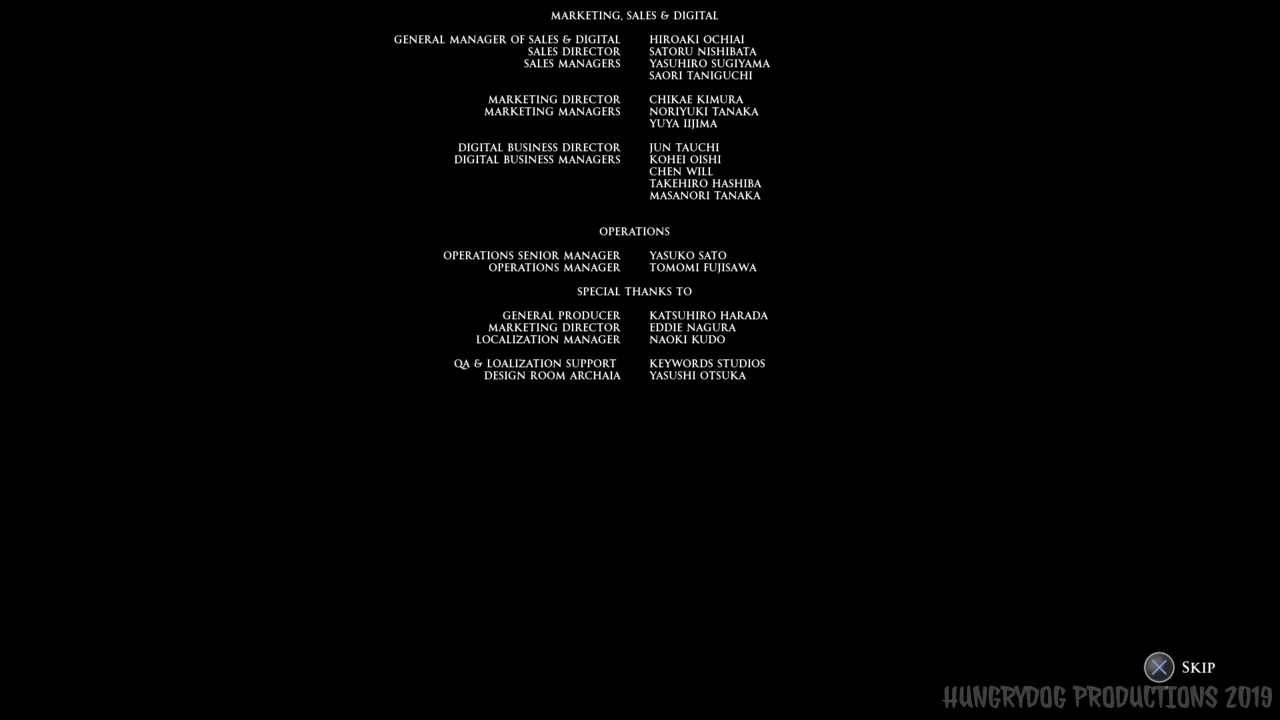 MARKETING, SALES & DIGITAL
GENERAL MANAGER OF SALES & DIGITAL HIROAKI OCHIAI
SALES DIRECTOR SATORU NISHIBATA
SALES MANAGERS YASUHIRO SUGIYAMA
SAORI TANIGUCHI
MARKETING DIRECTOR CHIKAE KIMURA
MARKETING MANAGERS NORIYUKI TANAKA
YUYA IIJIMA
DIGITAL BUSINESS DIRECTOR JUN TAUCHI
DIGITAL BUSINESS MANAGERS KOHEI OISHI
CHEN WILL
TAKEHIRO HASHIBA
MASANORI TANAKA
OPERATIONS
OPERATIONS SENIOR MANAGER YASUKO SATO
OPERATIONS MANAGER TOMOMI FUJISAWA
SPECIAL THANKS TO
GENERAL PRODUCER KATSUHIRO HARADA
MARKETING DIRECTOR EDDIE NAGURA
LOCALIZATION MANAGER NAOKI KUDO
QA & LOALIZATION SUPPORT KEYWORDS STUDIOS
DESIGN ROOM ARCHAIA YASUSHI OTSUKA
SKIP
HUNGRYDOG PRODUCTIONS 2019